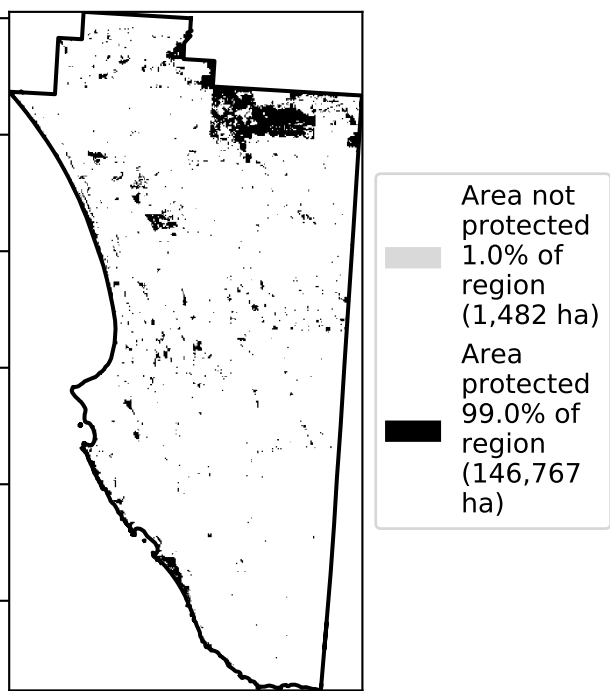 Area not
protected
1.0% of
region
(1,482 ha)
Area
protected
99.0% of
region
(146,767
ha)